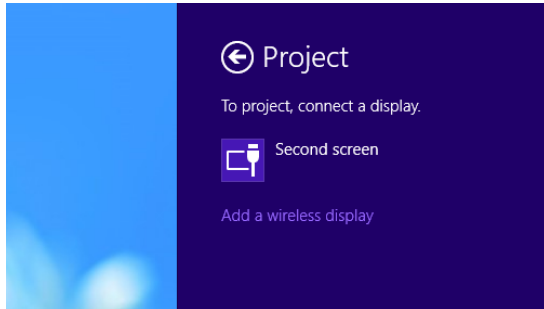 Project
To project, connect a display.
Second screen
Add a wireless display